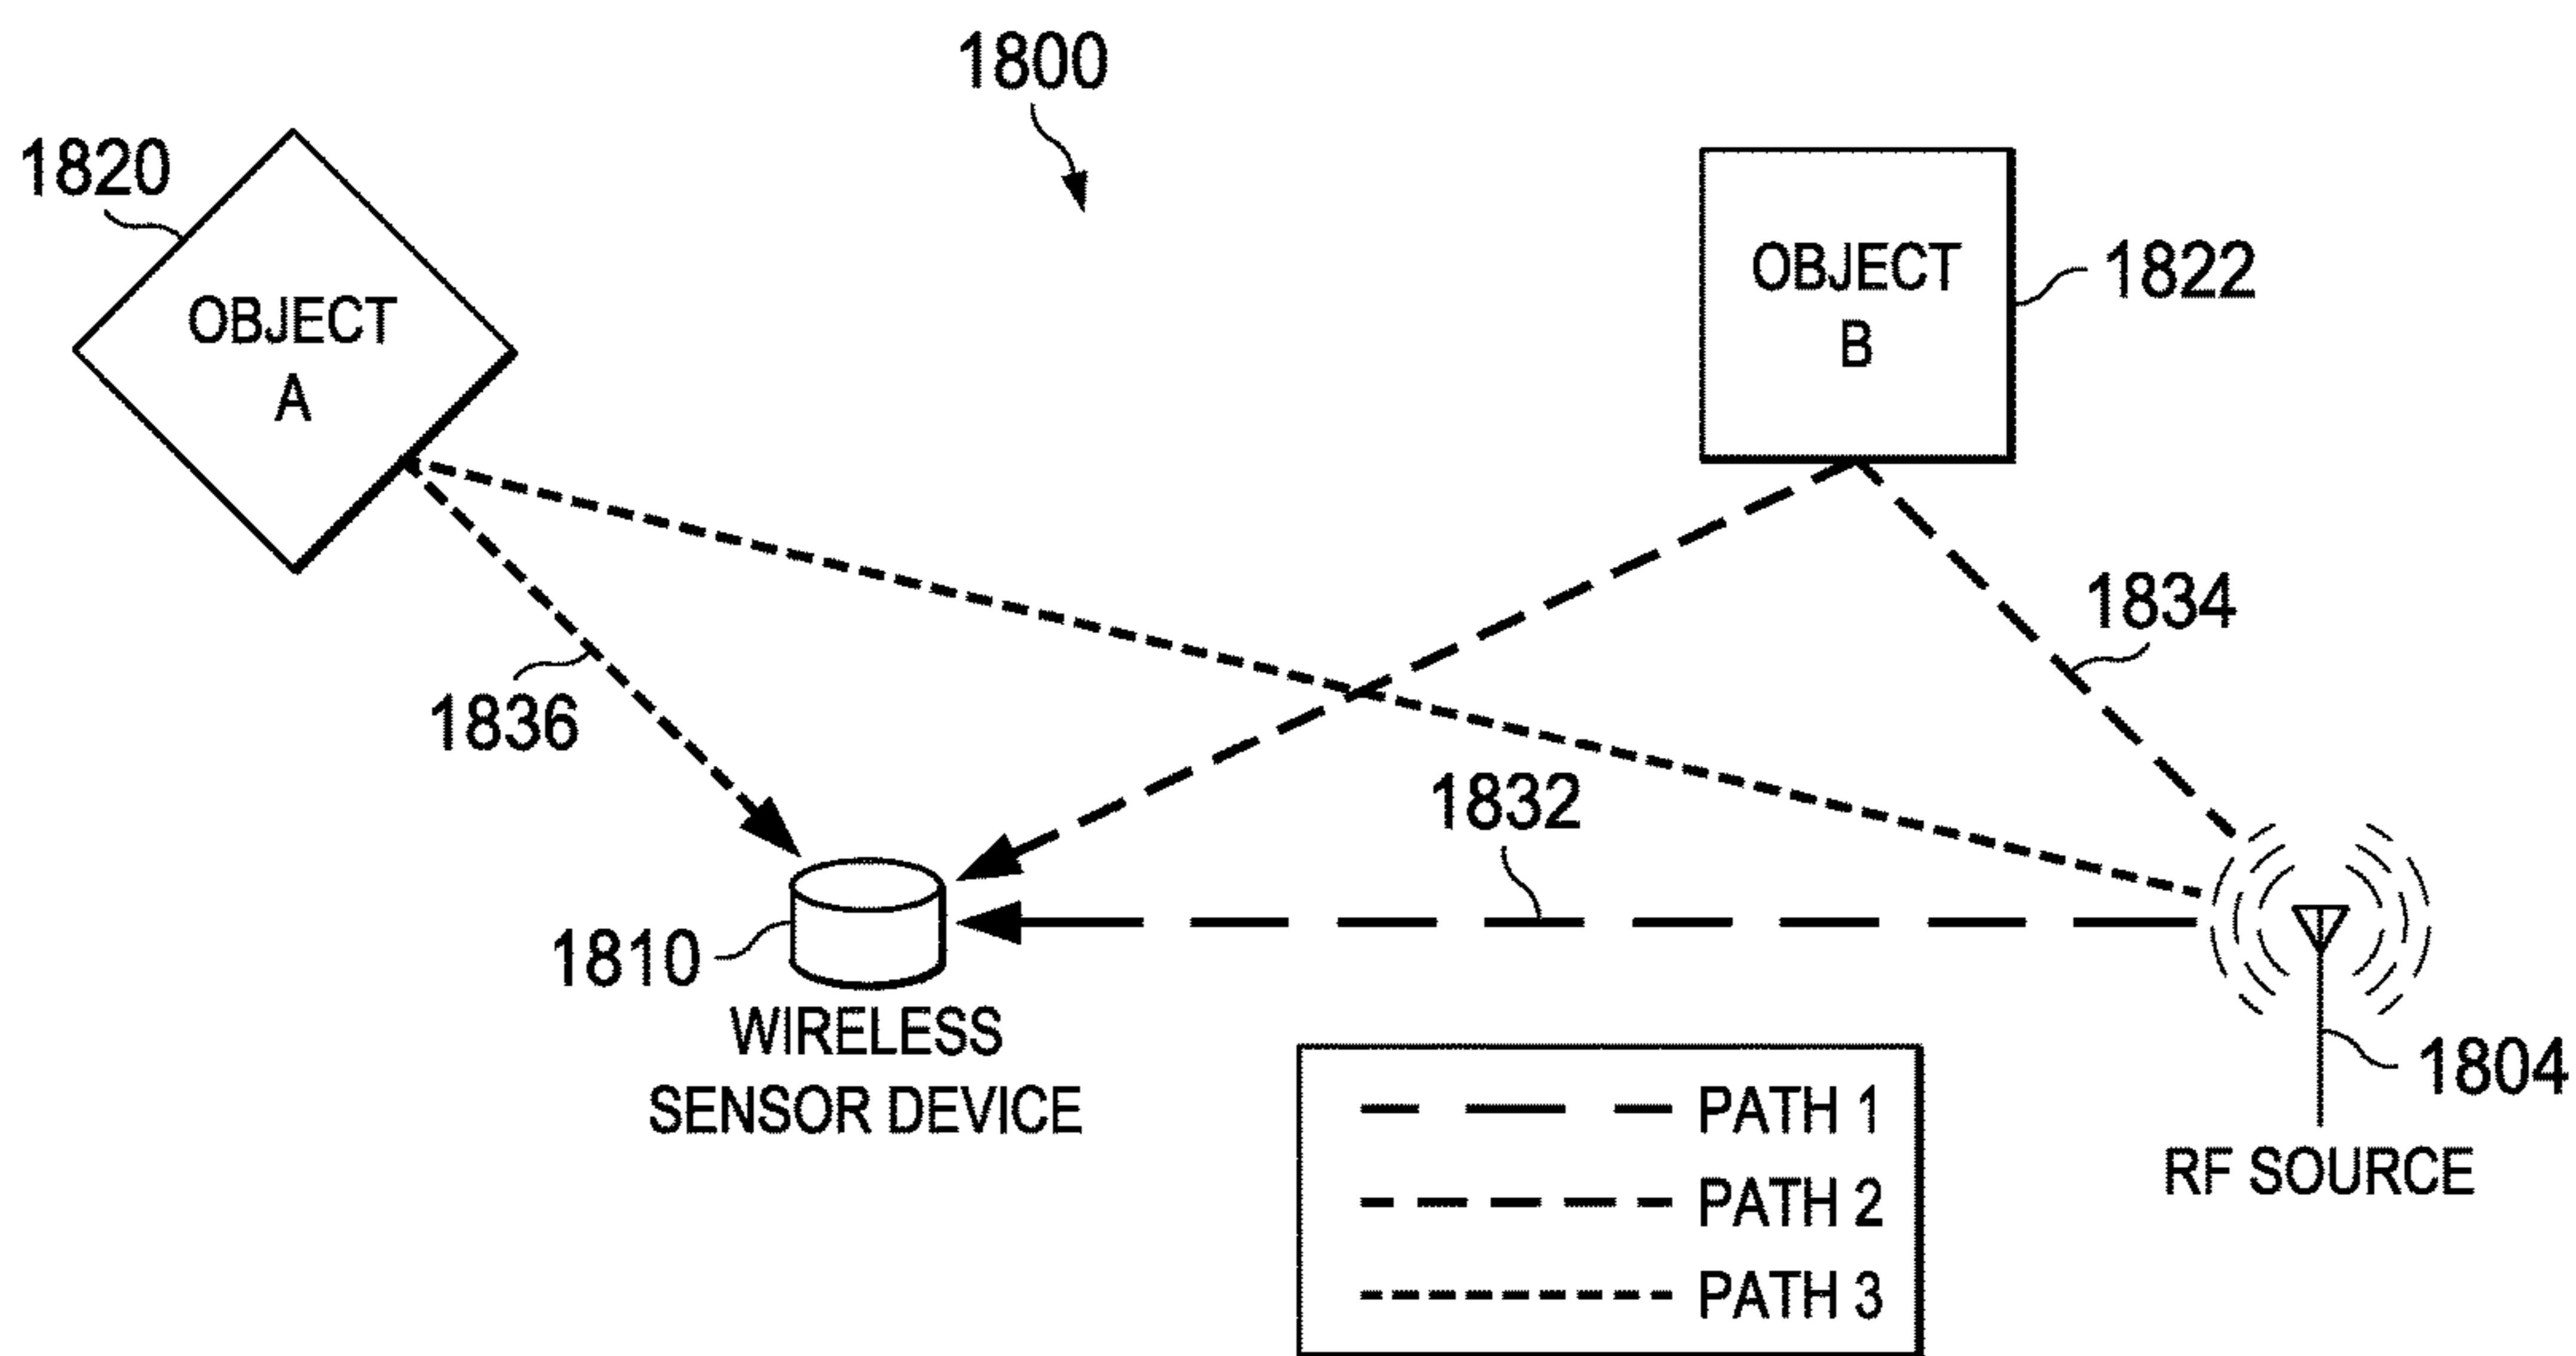 1800
1820
OBJECT
A
OBJECT
B
1822
1834
1836
1832
1810
WIRELESS
SENSOR DEVICE
1804
RF SOURCE
PATH 1
PATH 2
PATH 3